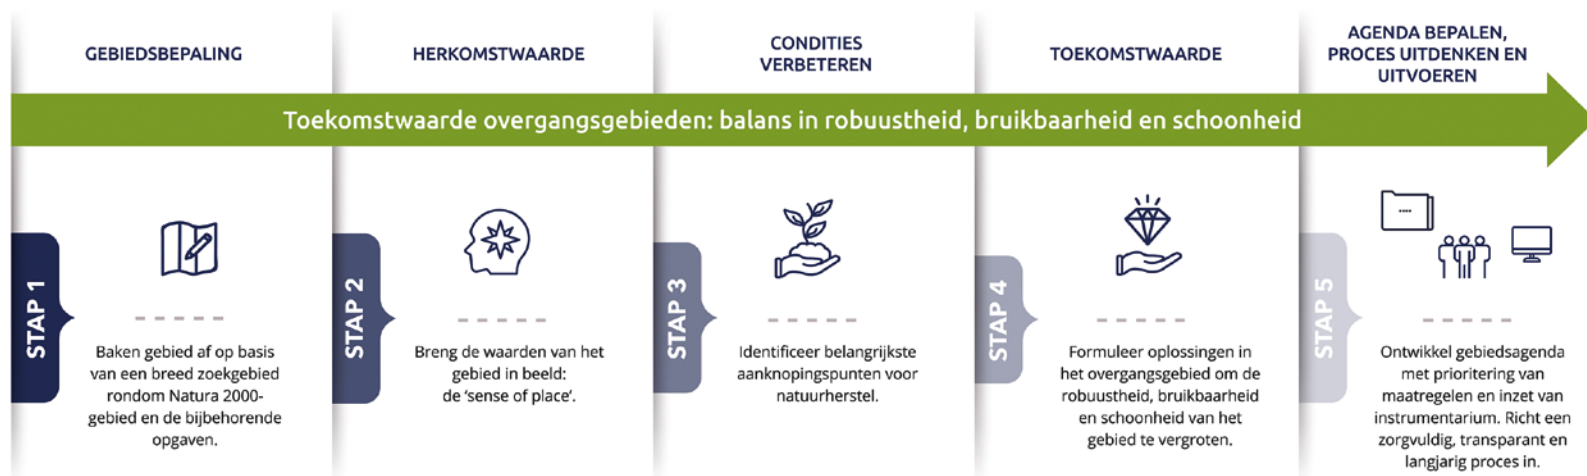 GEBIEDSBEPALING
HERKOMSTWAARDE
CONDITIES
VERBETEREN
TOEKOMSTWAARDE
AGENDA BEPALEN,
PROCES UITDENKEN EN
UITVOEREN
Toekomstwaarde overgangsgebieden: balans in robuustheid, bruikbaarheid en schoonheid
STAP 1
Baken gebied af op basis
van een breed zoekgebied
rondom Natura 2000-
gebied en de bijbehorende
opgaven.
STAP 2
Breng de waarden van het
gebied in beeld:
de ‘sense of place’.
STAP 3
Identificeer belangrijkste
aanknopingspunten voor
natuurherstel.
STAP 4
Formuleer oplossingen in
het overgangsgebied om de
robuustheid, bruikbaarheid
en schoonheid van het
gebied te vergroten.
STAP 5
Ontwikkel gebiedsagenda
met prioritering van
maatregelen en inzet van
instrumentarium. Richt een
zorgvuldig, transparant en
langjarig proces in.